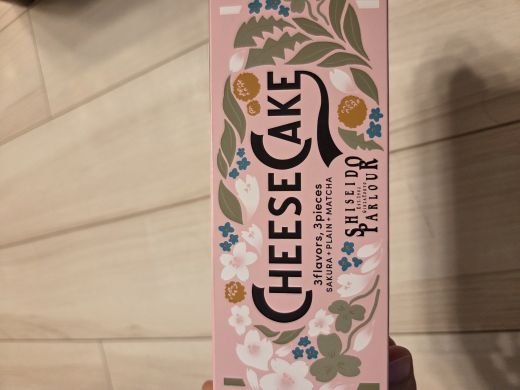 CHEESECAKE
3flavors, 3pieces
SAKURA + PLAIN + MATCHA
SHISEIDO
PARLOUR